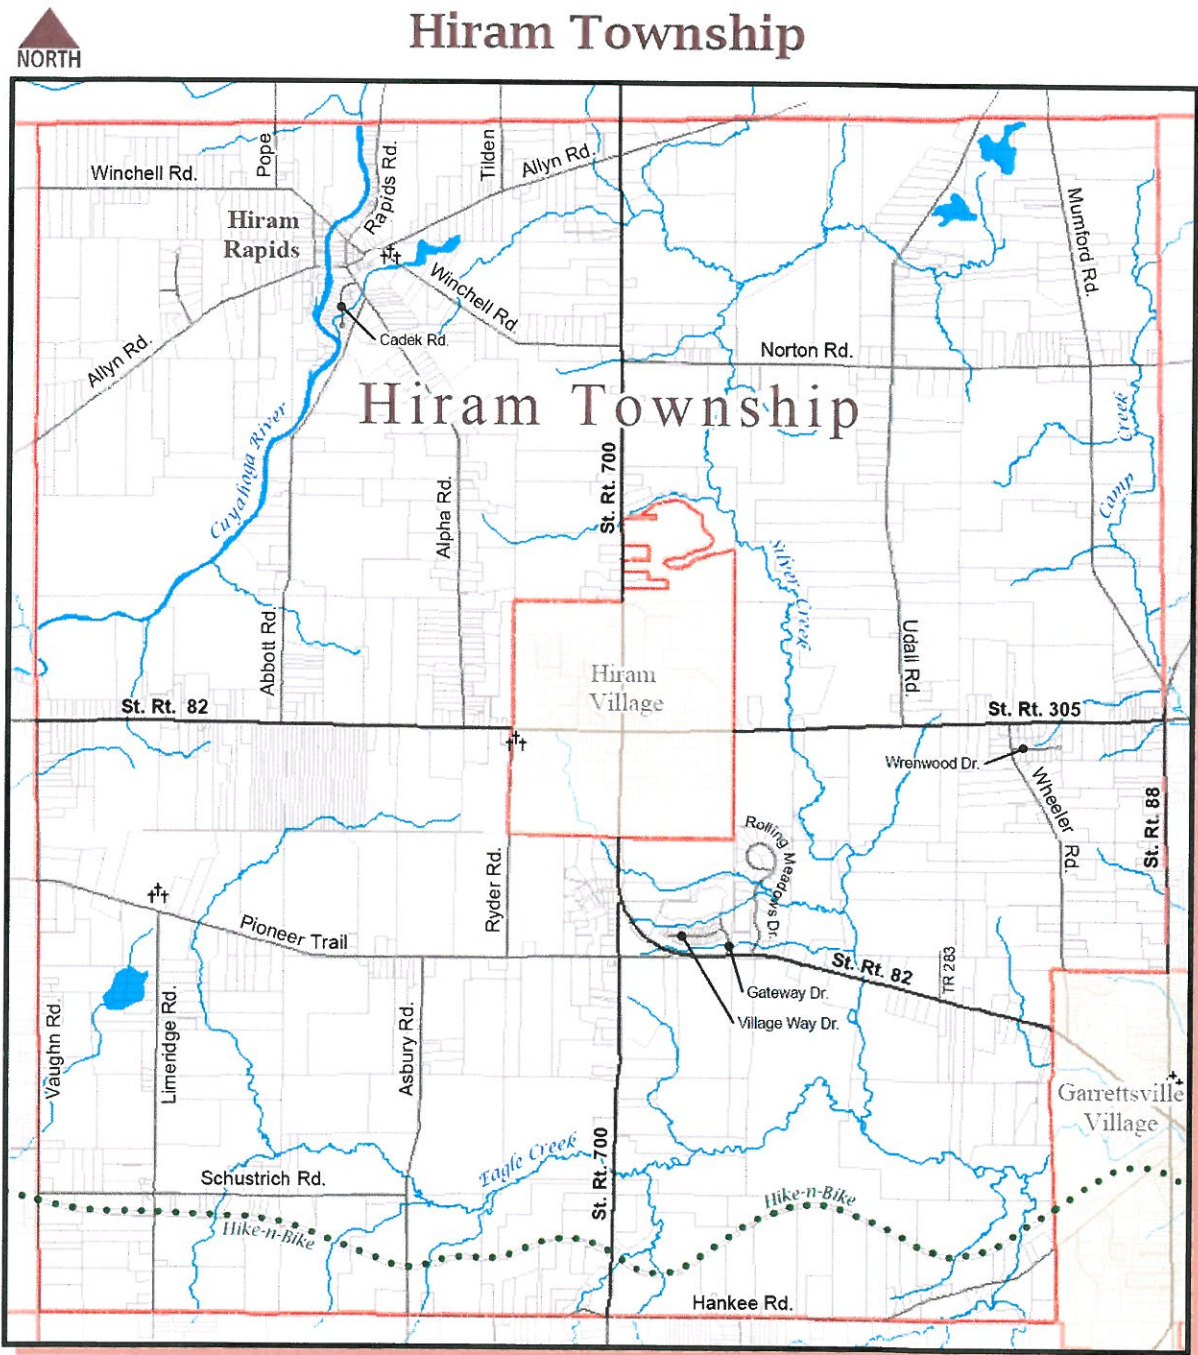 NORTH
Hiram Township
Winchell Rd.
Pope
Rapids Rd.
Tilden
Allyn Rd.
Hiram
Rapids
Winchell Rd.
Mumford Rd.
Cadek Rd.
Allyn Rd.
Norton Rd.
Hiram Township
Cuyahoga River
Alpha Rd.
St. Rt. 700
Camp Creek
Silver Creek
Abbott Rd.
Udall Rd.
Hiram
Village
St. Rt. 82
St. Rt. 305
Wrenwood Dr.
Wheeler Rd.
St. Rt. 88
Rolling Meadows Dr.
Ryder Rd.
Pioneer Trail
St. Rt. 82
TR 283
Gateway Dr.
Village Way Dr.
Vaughn Rd.
Limeridge Rd.
Asbury Rd.
Garrettsville
Village
Eagle Creek
St. Rt. 700
Schustrich Rd.
Hike-n-Bike
Hike-n-Bike
Hankee Rd.